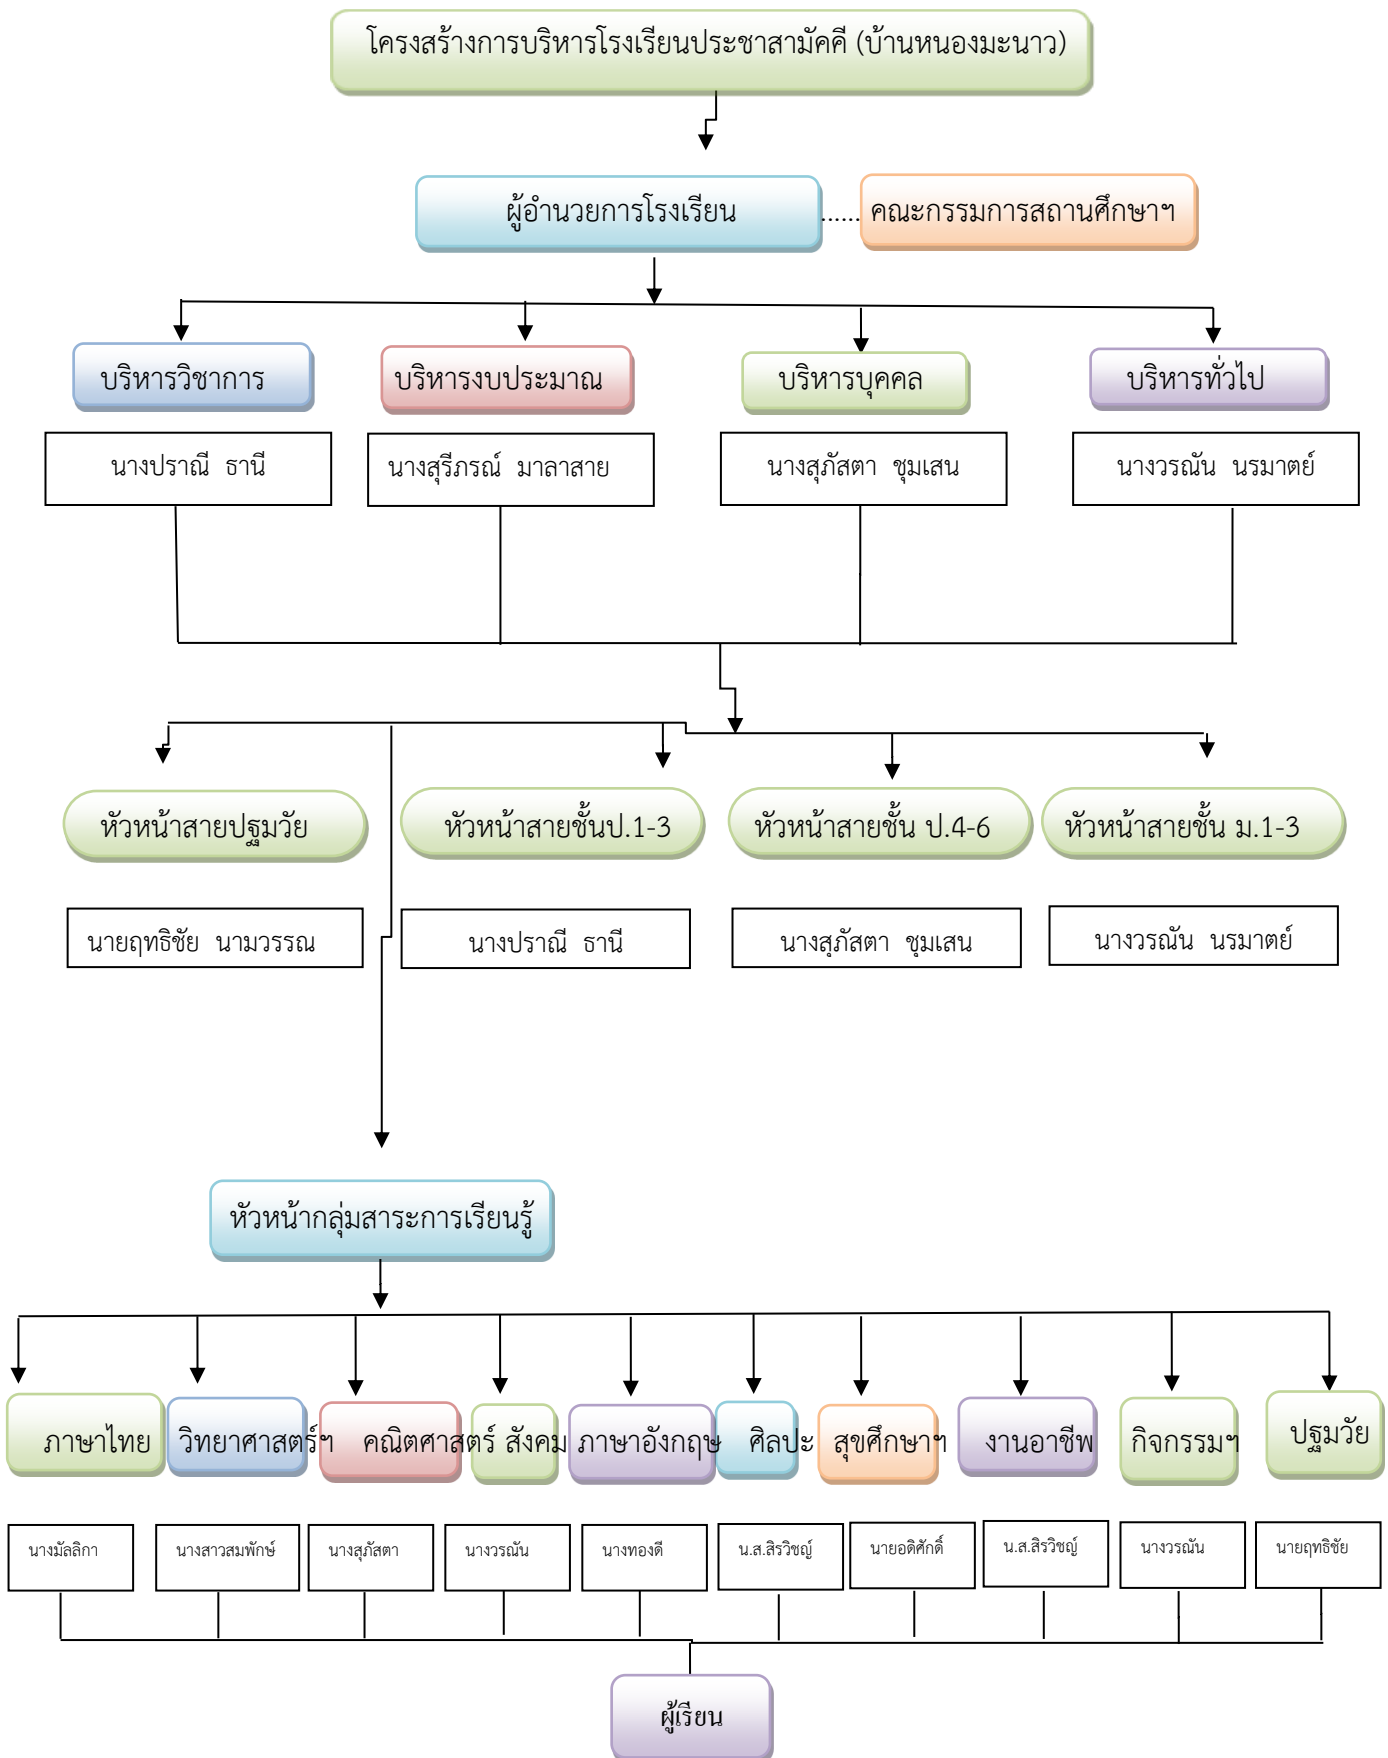 โครงสร้างการบริหารโรงเรียนประชาสามัคคี (บ้านหนองมะนาว)
ผู้อำนวยการโรงเรียน ...... คณะกรรมการสถานศึกษาฯ
บริหารวิชาการ บริหารงบประมาณ บริหารบุคคล บริหารทั่วไป
นางปราณี ธานี นางสุรีภรณ์ มาลาสาย นางสุภัสตา ชุมเสน นางวรณัน นรมาตย์
หัวหน้าสายปฐมวัย หัวหน้าสายชั้นป.1-3 หัวหน้าสายชั้น ป.4-6 หัวหน้าสายชั้น ม.1-3
นายฤทธิชัย นามวรรณ นางปราณี ธานี นางสุภัสตา ชุมเสน นางวรณัน นรมาตย์
หัวหน้ากลุ่มสาระการเรียนรู้
ภาษาไทย วิทยาศาสตร์ฯ คณิตศาสตร์ สังคม ภาษาอังกฤษ ศิลปะ สุขศึกษาฯ งานอาชีพ กิจกรรมฯ ปฐมวัย
นางมัลลิกา นางสาวสมพักษ์ นางสุภัสตา นางวรณัน นางทองดี น.ส.สิรวิชญ์ นายอดิศักดิ์ น.ส.สิรวิชญ์ นางวรณัน นายฤทธิชัย
ผู้เรียน